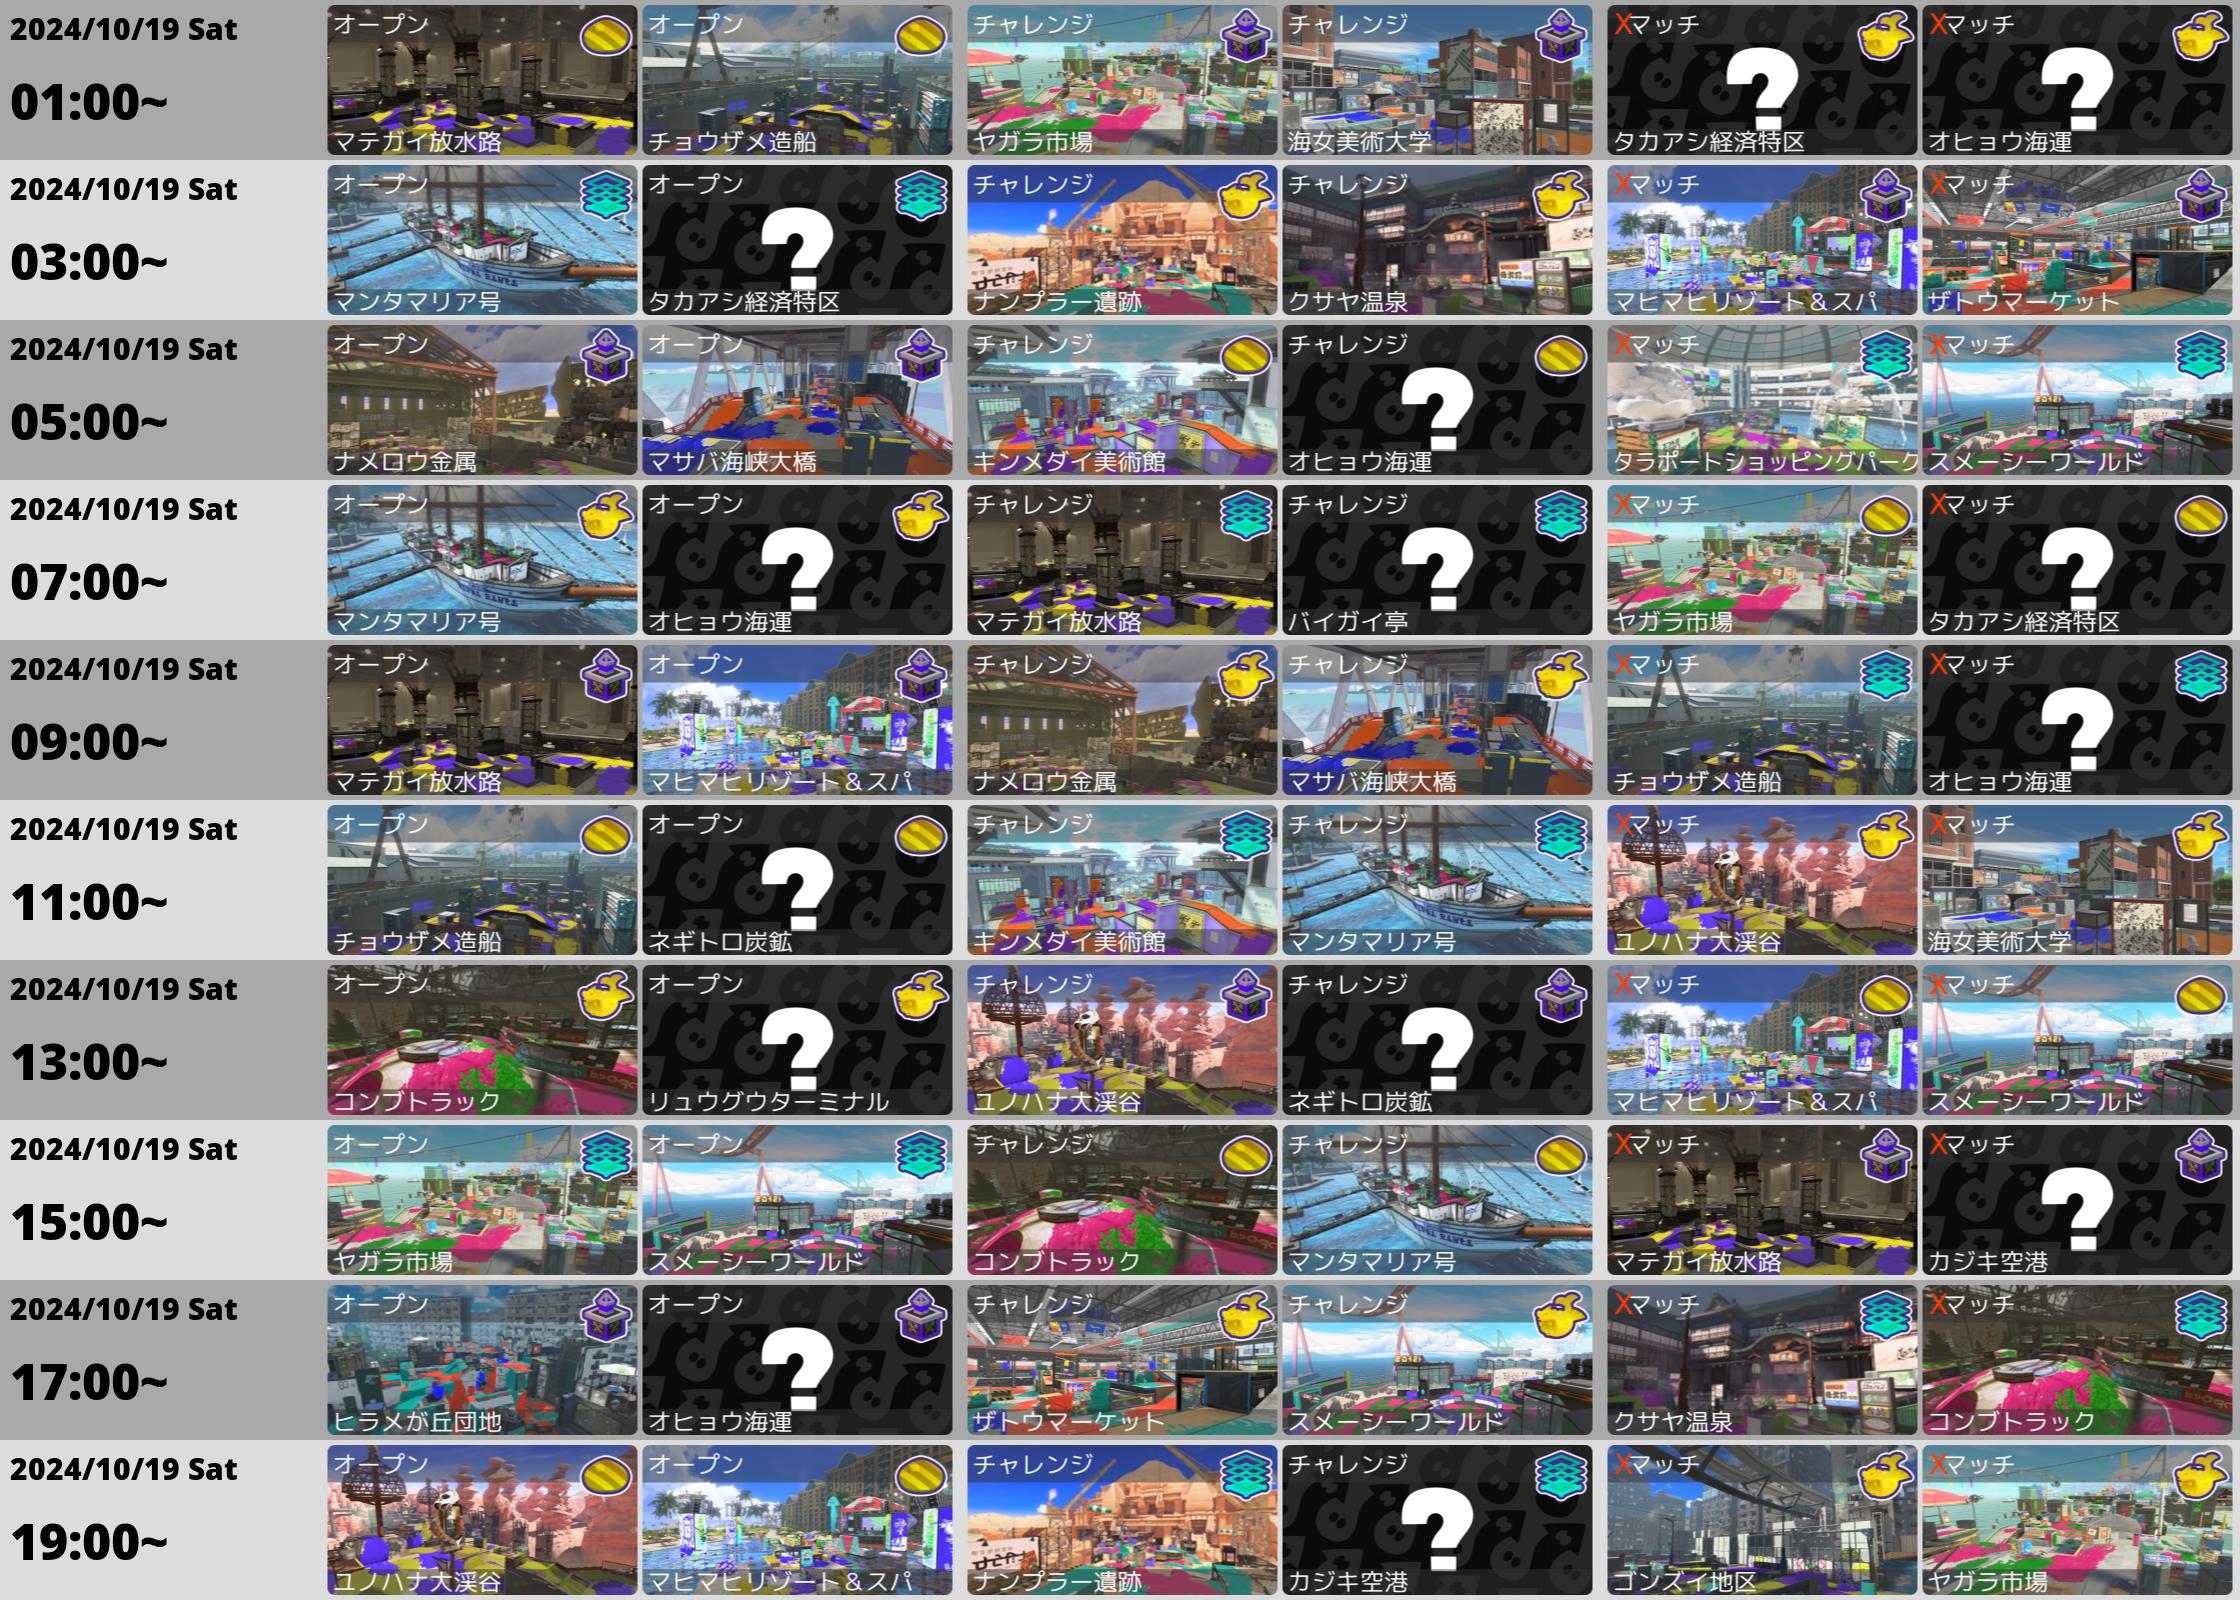 2024/10/19 Sat
01:00~
オープン
マテガイ放水路
オープン
チョウザメ造船
チャレンジ
ヤガラ市場
チャレンジ
海女美術大学
Xマッチ
タカアシ経済特区
Xマッチ
オヒョウ海運
2024/10/19 Sat
03:00~
オープン
マンタマリア号
オープン
タカアシ経済特区
チャレンジ
ナンプラー遺跡
チャレンジ
クサヤ温泉
Xマッチ
マヒマヒリゾート＆スパ
Xマッチ
ザトウマーケット
2024/10/19 Sat
05:00~
オープン
ナメロウ金属
オープン
マサバ海峡大橋
チャレンジ
キンメダイ美術館
チャレンジ
オヒョウ海運
Xマッチ
タラポートショッピングパーク
Xマッチ
スメーシーワールド
2024/10/19 Sat
07:00~
オープン
マンタマリア号
オープン
オヒョウ海運
チャレンジ
マテガイ放水路
チャレンジ
バイガイ亭
Xマッチ
ヤガラ市場
Xマッチ
タカアシ経済特区
2024/10/19 Sat
09:00~
オープン
マテガイ放水路
オープン
マヒマヒリゾート＆スパ
チャレンジ
ナメロウ金属
チャレンジ
マサバ海峡大橋
Xマッチ
チョウザメ造船
Xマッチ
オヒョウ海運
2024/10/19 Sat
11:00~
オープン
チョウザメ造船
オープン
ネギトロ炭鉱
チャレンジ
キンメダイ美術館
チャレンジ
マンタマリア号
Xマッチ
ユノハナ大渓谷
Xマッチ
海女美術大学
2024/10/19 Sat
13:00~
オープン
コンブトラック
オープン
リュウグウターミナル
チャレンジ
ユノハナ大渓谷
チャレンジ
ネギトロ炭鉱
Xマッチ
マヒマヒリゾート＆スパ
Xマッチ
スメーシーワールド
2024/10/19 Sat
15:00~
オープン
ヤガラ市場
オープン
スメーシーワールド
チャレンジ
コンブトラック
チャレンジ
マンタマリア号
Xマッチ
マテガイ放水路
Xマッチ
カジキ空港
2024/10/19 Sat
17:00~
オープン
ヒラメが丘団地
オープン
オヒョウ海運
チャレンジ
ザトウマーケット
チャレンジ
スメーシーワールド
Xマッチ
クサヤ温泉
Xマッチ
コンブトラック
2024/10/19 Sat
19:00~
オープン
ユノハナ大渓谷
オープン
マヒマヒリゾート＆スパ
チャレンジ
ナンプラー遺跡
チャレンジ
カジキ空港
Xマッチ
ゴンズイ地区
Xマッチ
ヤガラ市場